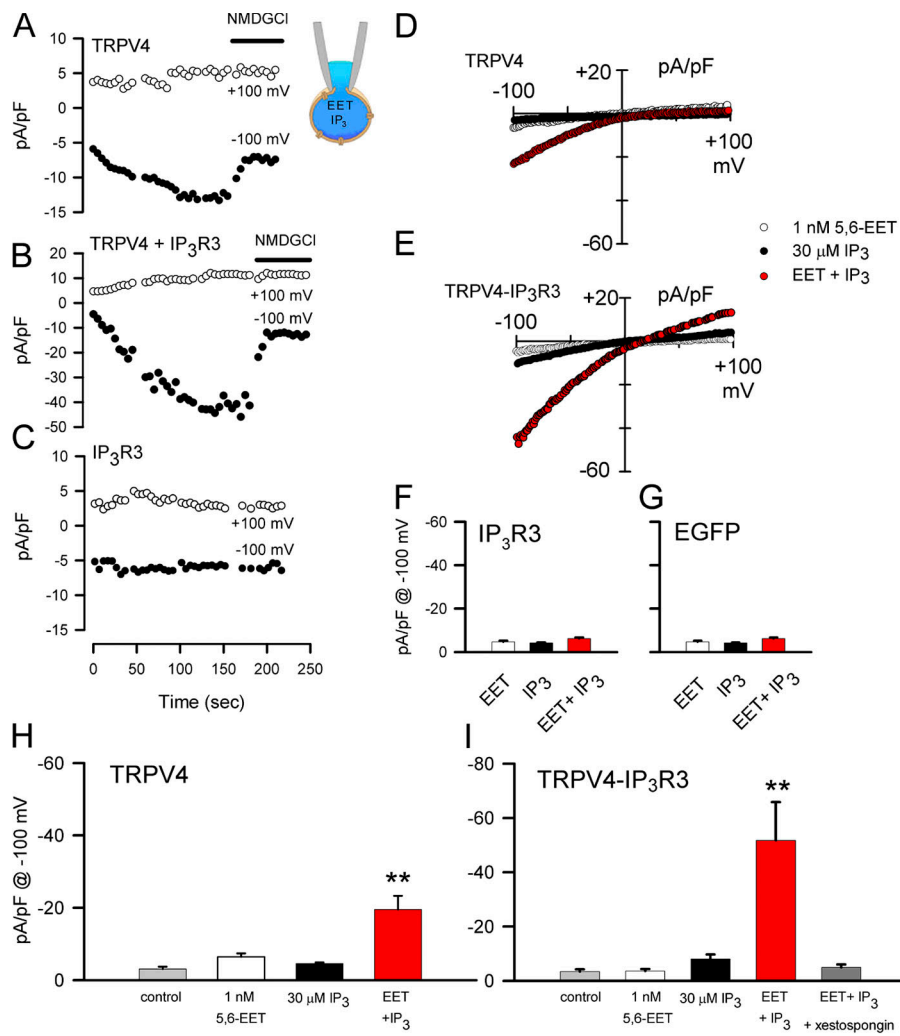 A
TRPV4
NMDGCl
10
5
0
-5
-10
-15
pA/pF
+100 mV
-100 mV
EET
IP3
B
TRPV4 + IP3R3
NMDGCl
20
10
0
-10
-20
-30
-40
-50
pA/pF
+100 mV
-100 mV
C
IP3R3
15
10
5
0
-5
-10
-15
pA/pF
+100 mV
-100 mV
0 50 100 150 200 250
Time (sec)
D
TRPV4
+20
pA/pF
-100
+100
mV
-60
1 nM 5,6-EET
30 μM IP3
EET + IP3
E
TRPV4-IP3R3
+20
pA/pF
-100
+100
mV
-60
F
IP3R3
-60
-40
-20
0
pA/pF @ -100 mV
EET IP3 EET+ IP3
G
EGFP
EET IP3 EET+ IP3
H
TRPV4
-60
-40
-20
0
pA/pF @ -100 mV
**
control 1 nM 30 μM IP3 EET
5,6-EET +IP3
I
TRPV4-IP3R3
-80
-60
-40
-20
0
**
control 1 nM 30 μM IP3 EET EET+ IP3
5,6-EET + IP3 + xestospongin